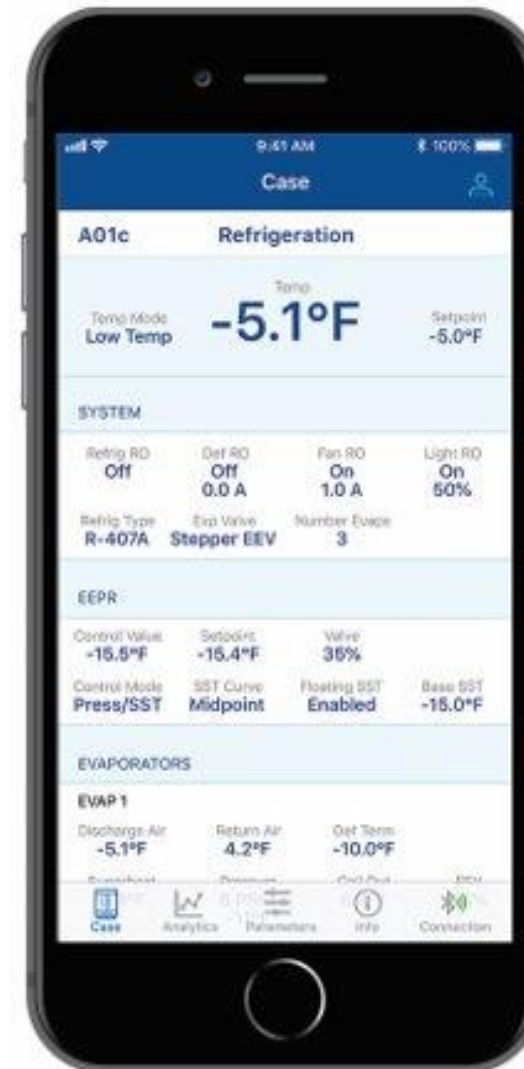 9:41 AM 100%
Case
A01c Refrigeration
Temp
Temp Mode Setpoint
Low Temp -5.1°F -5.0°F
SYSTEM
Refrig RO Def RO Fan RO Light RO
Off Off On On
0.0 A 1.0 A 50%
Refrig Type Exp Valve Number Evaps
R-407A Stepper EEV 3
EEPR
Control Value Setpoint Valve
-15.5°F -15.4°F 35%
Control Mode SST Curve Floating SST Base SST
Press/SST Midpoint Enabled -15.0°F
EVAPORATORS
EVAP 1
Discharge Air Return Air Def Term
-5.1°F 4.2°F -10.0°F
Superheat Pressure Coil Out
Case Analytics Parameters Info Connection